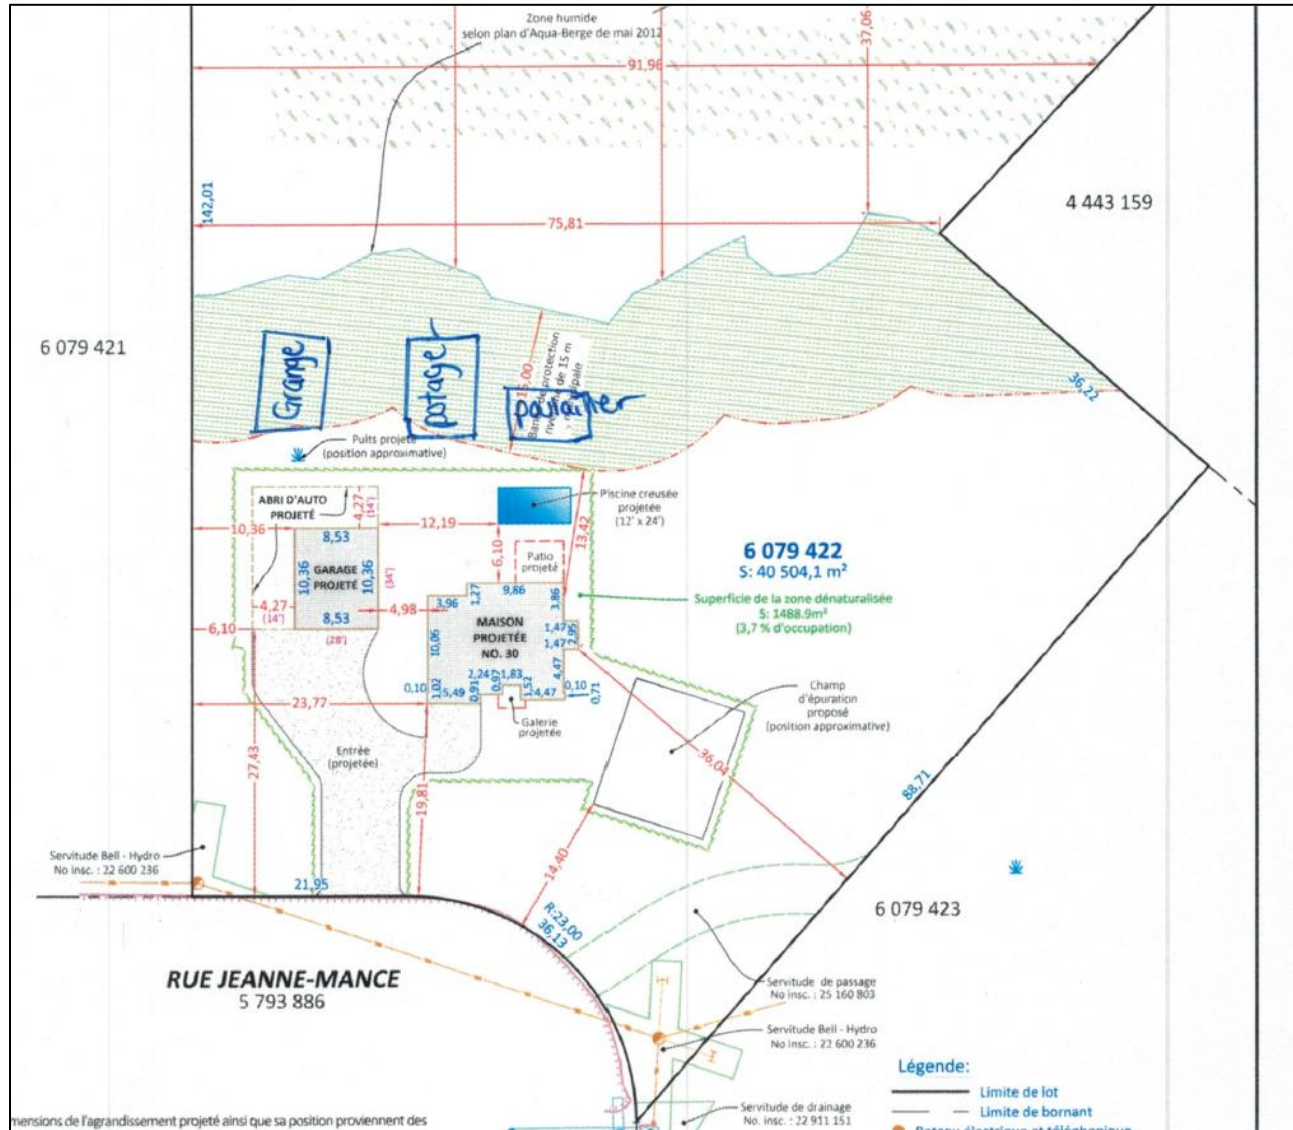 Zone humide
selon plan d'Aqua-Berge de mai 2012
37,06
91,96
142,01
75,81
4 443 159
6 079 421
Grange
potager
poulailler
15,00
Bande de protection
riveraine de 15 m
municipale
36,22
Puits projeté
(position approximative)
ABRI D'AUTO
PROJETÉ
4,27
(14')
10,36
8,53
12,19
Piscine creusée
projetée
(12' x 24')
13,42
6,10
Patio
projeté
10,36
GARAGE
PROJETÉ
10,36
(34')
4,27
(14')
8,53
(28')
4,98
6,10
3,96
1,27
9,86
3,86
MAISON
PROJETÉE
NO. 30
10,06
1,47
1,47
2,95
4,47
2,24
1,83
0,97
0,91
1,52
0,10
1,02
5,49
4,47
0,10
0,71
Galerie
projetée
6 079 422
S: 40 504,1 m²
Superficie de la zone dénaturalisée
S: 1488.9m²
(3,7 % d'occupation)
23,77
27,43
Entrée
(projetée)
19,81
Champ
d'épuration
proposé
(position approximative)
36,04
88,71
14,40
Servitude Bell - Hydro
No insc. : 22 600 236
21,95
R:23,00
36,13
6 079 423
RUE JEANNE-MANCE
5 793 886
Servitude de passage
No insc. : 25 160 803
Servitude Bell - Hydro
No insc. : 22 600 236
Servitude de drainage
No. insc. : 22 911 151
Légende:
Limite de lot
Limite de bornant
Poteau électrique et téléphonique
mensions de l'agrandissement projeté ainsi que sa position proviennent des